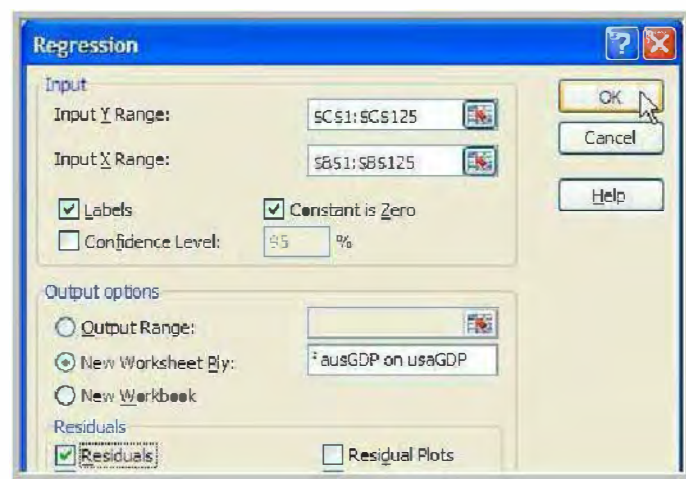 Regression
Input
Input Y Range:
$C$1:$C$125
OK
Cancel
Input X Range:
$B$1:$B$125
Help
Labels
Constant is Zero
Confidence Level:
95
%
Output options
Output Range:
New Worksheet Ply:
ausGDP on usaGDP
New Workbook
Residuals
Residuals
Residual Plots